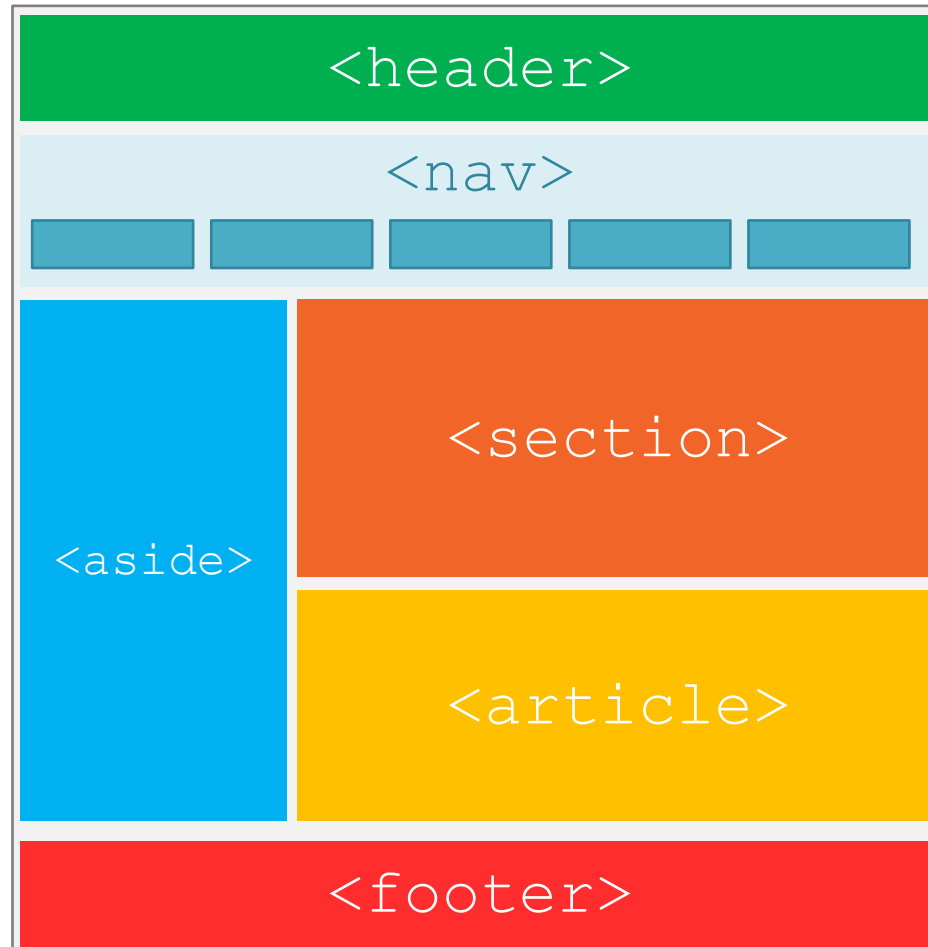 <header>
<nav>
<section>
<aside>
<article>
<footer>